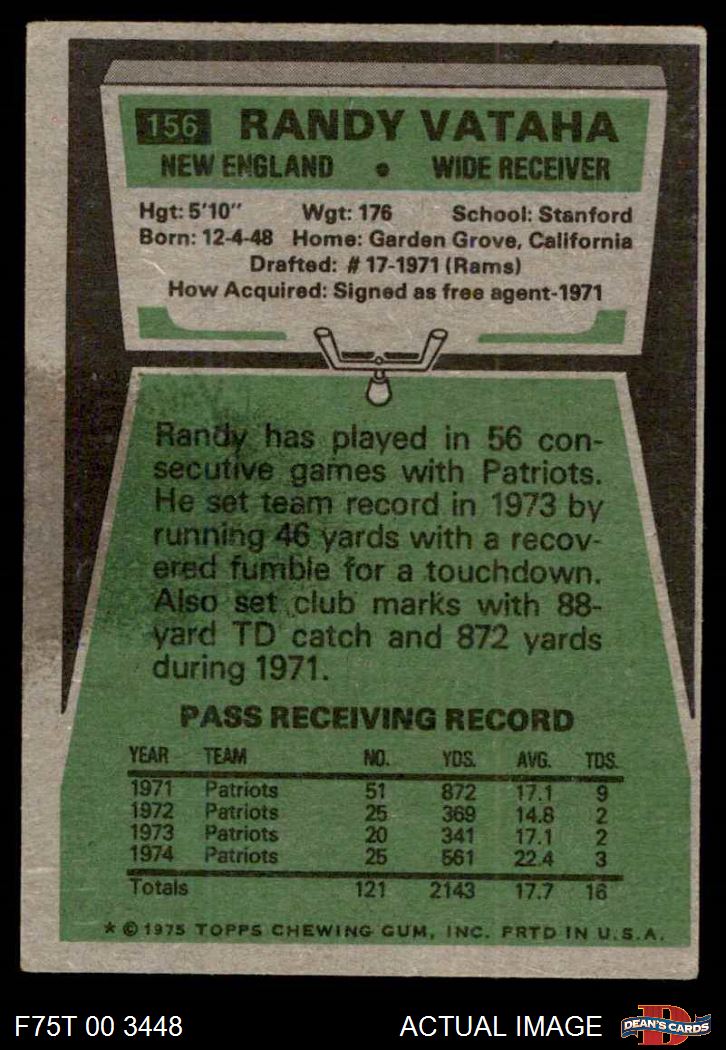 156 RANDY VATAHA
NEW ENGLAND • WIDE RECEIVER
Hgt: 5'10" Wgt: 176 School: Stanford
Born: 12-4-48 Home: Garden Grove, California
Drafted: # 17-1971 (Rams)
How Acquired: Signed as free agent-1971
Randy has played in 56 con-
secutive games with Patriots.
He set team record in 1973 by
running 46 yards with a recov-
ered fumble for a touchdown.
Also set club marks with 88-
yard TD catch and 872 yards
during 1971.
PASS RECEIVING RECORD
YEAR TEAM NO. YDS. AVG. TDS.
1971 Patriots 51 872 17.1 9
1972 Patriots 25 369 14.8 2
1973 Patriots 20 341 17.1 2
1974 Patriots 25 561 22.4 3
Totals 121 2143 17.7 16
* © 1975 TOPPS CHEWING GUM, INC. PRTD IN U.S.A.
F75T 00 3448 ACTUAL IMAGE D DEAN'S CARDS